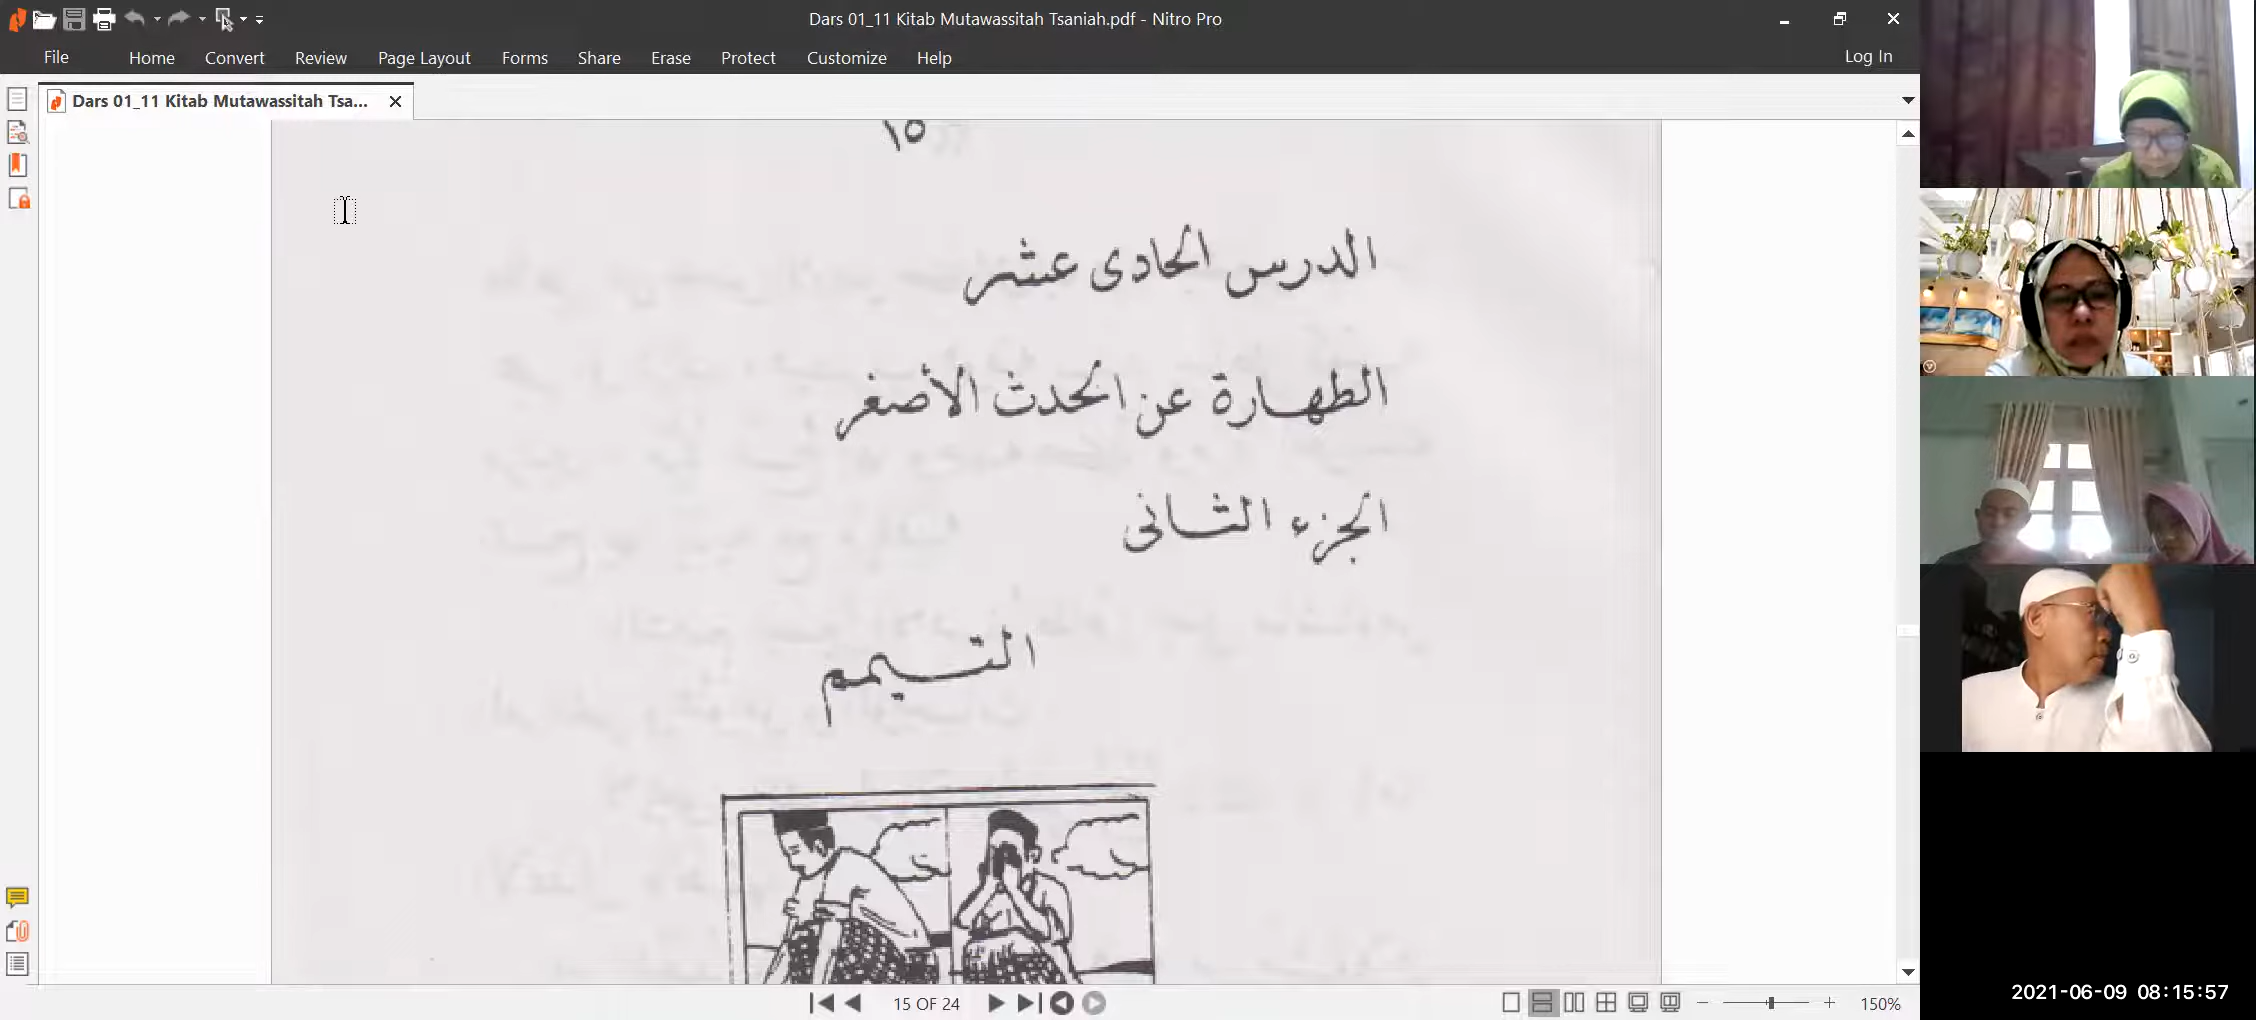 Dars 01_11 Kitab Mutawassitah Tsaniah.pdf - Nitro Pro
File Home Convert Review Page Layout Forms Share Erase Protect Customize Help Log In
Dars 01_11 Kitab Mutawassitah Tsa...
١٥
الدرس الحادى عشر
الطهارة عن الحدث الأصغر
الجزء الثانى
التيمم
15 OF 24
150%
2021-06-09 08:15:57